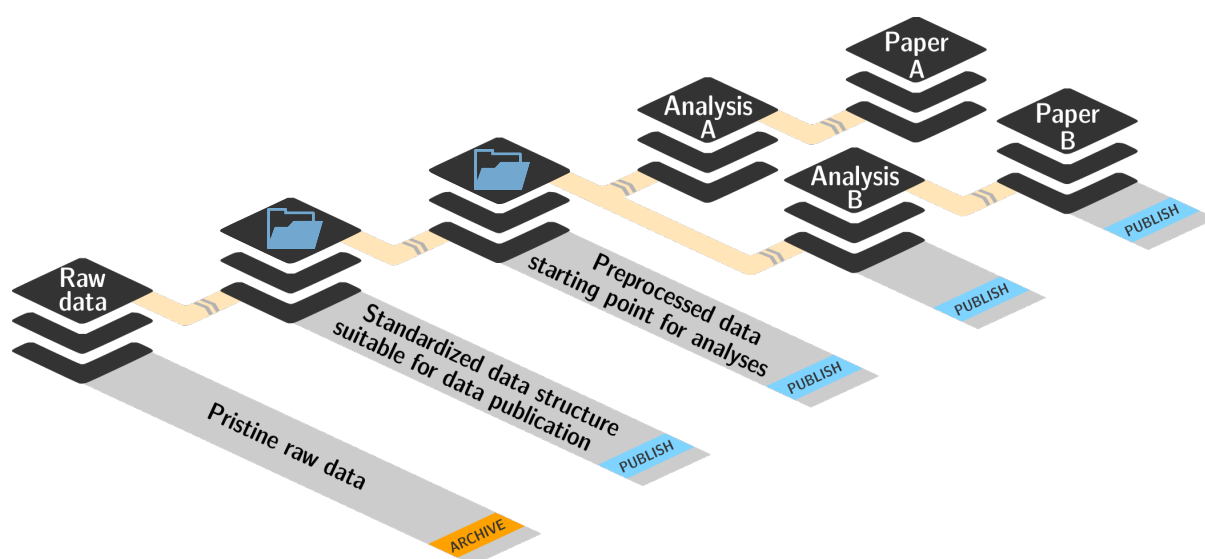 Paper
A
Analysis
A
Paper
B
Analysis
B
PUBLISH
Raw
data
Preprocessed data
starting point for analyses
PUBLISH
PUBLISH
Standardized data structure
suitable for data publication
PUBLISH
Pristine raw data
ARCHIVE